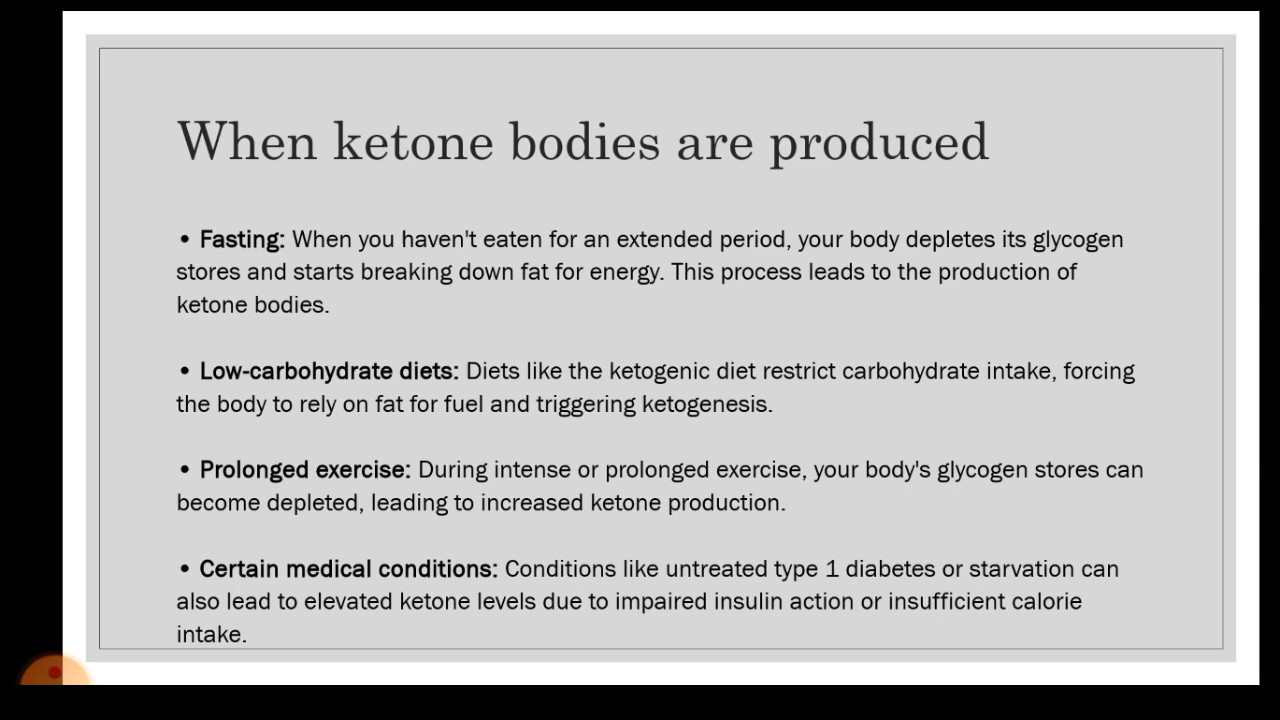 When ketone bodies are produced
• Fasting: When you haven't eaten for an extended period, your body depletes its glycogen
stores and starts breaking down fat for energy. This process leads to the production of
ketone bodies.
• Low-carbohydrate diets: Diets like the ketogenic diet restrict carbohydrate intake, forcing
the body to rely on fat for fuel and triggering ketogenesis.
• Prolonged exercise: During intense or prolonged exercise, your body's glycogen stores can
become depleted, leading to increased ketone production.
• Certain medical conditions: Conditions like untreated type 1 diabetes or starvation can
also lead to elevated ketone levels due to impaired insulin action or insufficient calorie
intake.